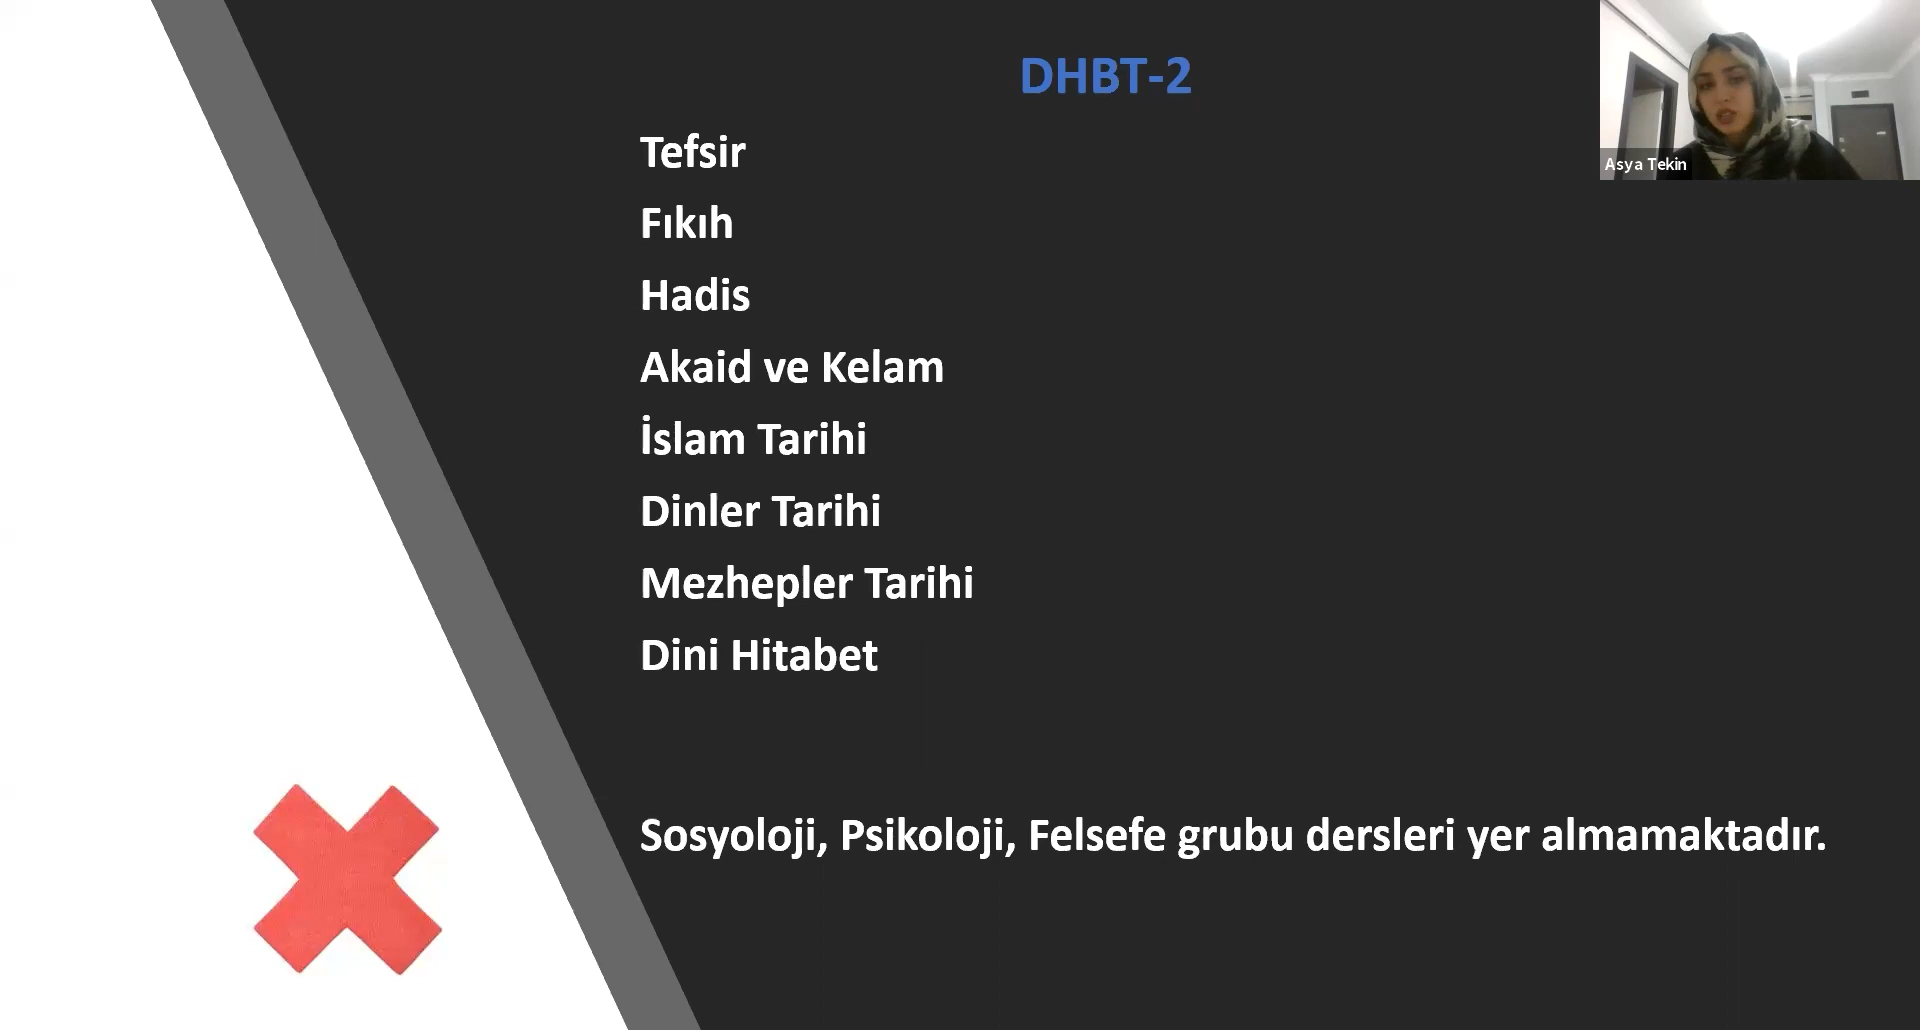 DHBT-2
Tefsir
Fıkıh
Hadis
Akaid ve Kelam
İslam Tarihi
Dinler Tarihi
Mezhepler Tarihi
Dini Hitabet
Sosyoloji, Psikoloji, Felsefe grubu dersleri yer almamaktadır.
Asya Tekin